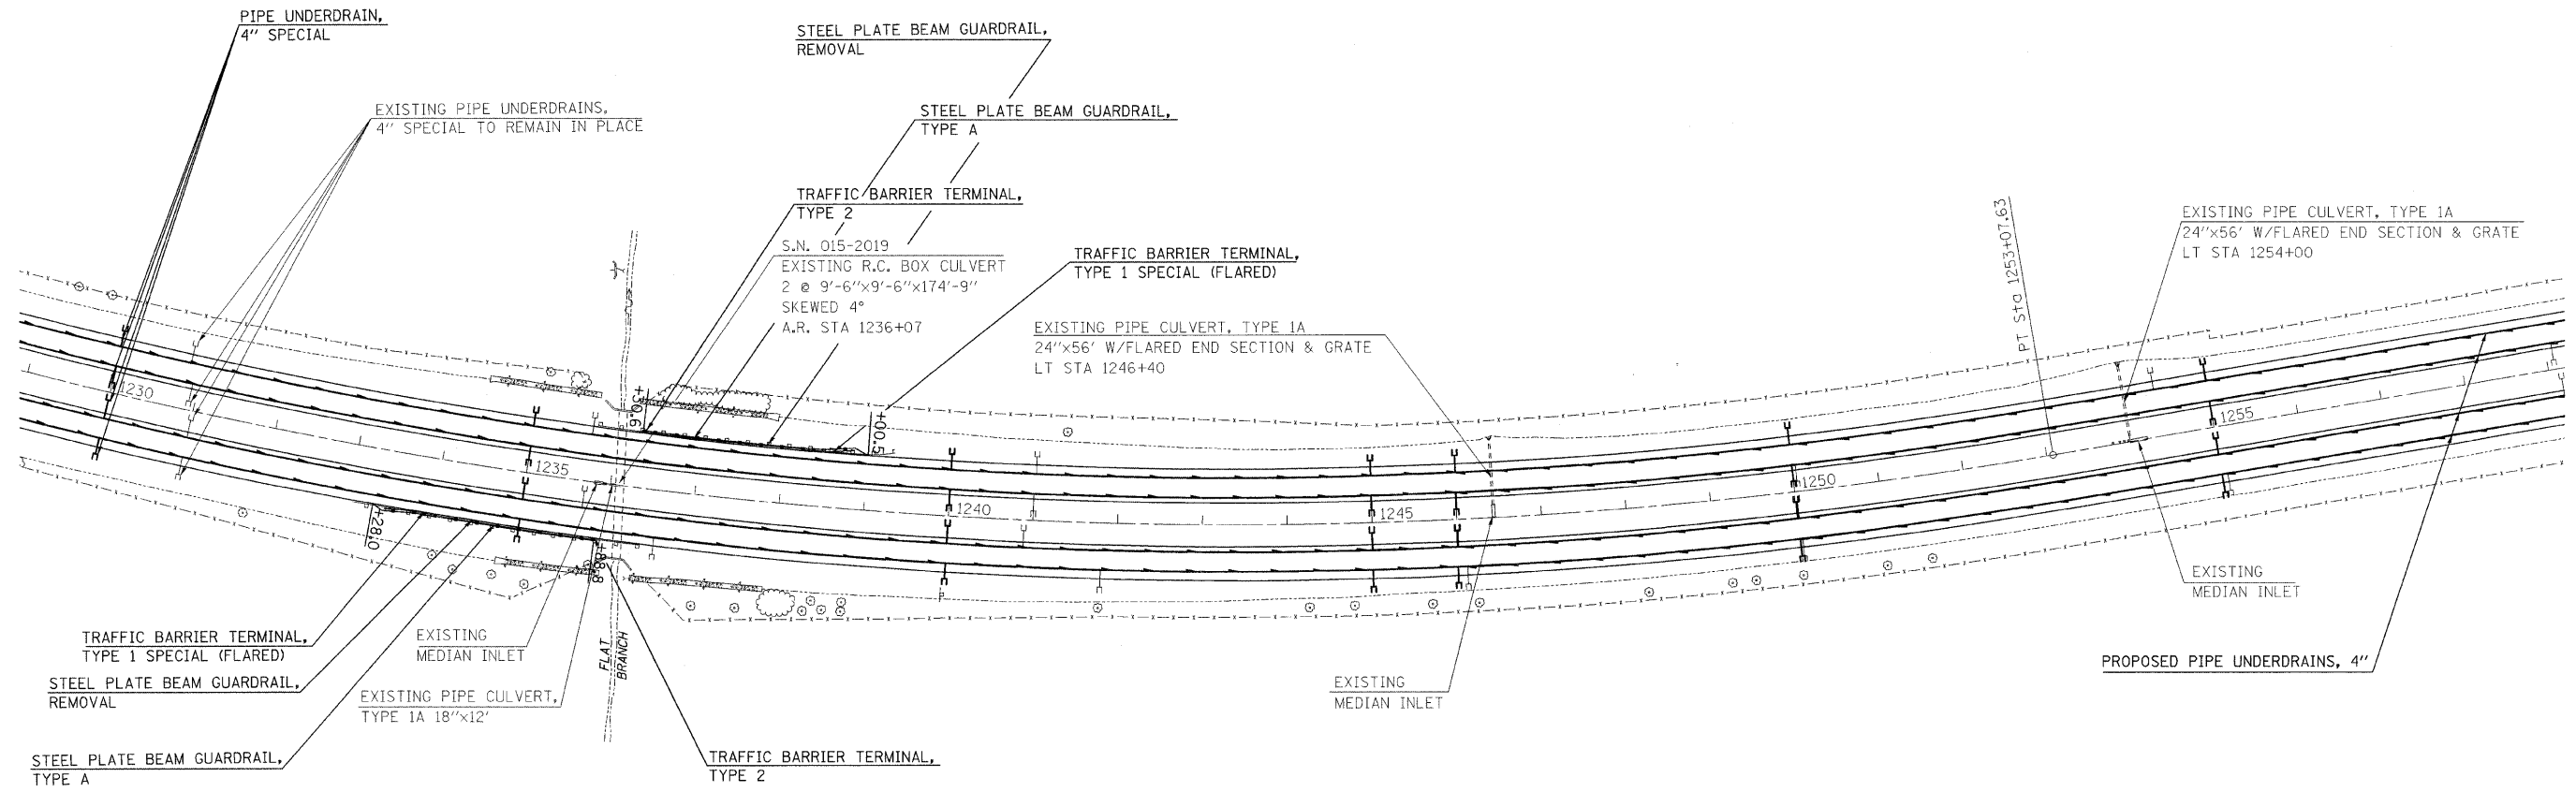 PIPE UNDERDRAIN,
4" SPECIAL
STEEL PLATE BEAM GUARDRAIL,
REMOVAL
EXISTING PIPE UNDERDRAINS,
4" SPECIAL TO REMAIN IN PLACE
STEEL PLATE BEAM GUARDRAIL,
TYPE A
TRAFFIC BARRIER TERMINAL,
TYPE 2
S.N. 015-2019
EXISTING R.C. BOX CULVERT
2 @ 9'-6"x9'-6"x174'-9"
SKEWED 4°
A.R. STA 1236+07
TRAFFIC BARRIER TERMINAL,
TYPE 1 SPECIAL (FLARED)
EXISTING PIPE CULVERT, TYPE 1A
24"x56' W/FLARED END SECTION & GRATE
LT STA 1246+40
PT Sta 1253+07.63
EXISTING PIPE CULVERT, TYPE 1A
24"x56' W/FLARED END SECTION & GRATE
LT STA 1254+00
1230
1235
1240
1245
1250
1255
+30.6
+00.5
+28.0
+8.8
FLAT
BRANCH
TRAFFIC BARRIER TERMINAL,
TYPE 1 SPECIAL (FLARED)
STEEL PLATE BEAM GUARDRAIL,
REMOVAL
STEEL PLATE BEAM GUARDRAIL,
TYPE A
EXISTING
MEDIAN INLET
EXISTING PIPE CULVERT,
TYPE 1A 18"x12'
TRAFFIC BARRIER TERMINAL,
TYPE 2
EXISTING
MEDIAN INLET
EXISTING
MEDIAN INLET
PROPOSED PIPE UNDERDRAINS, 4"